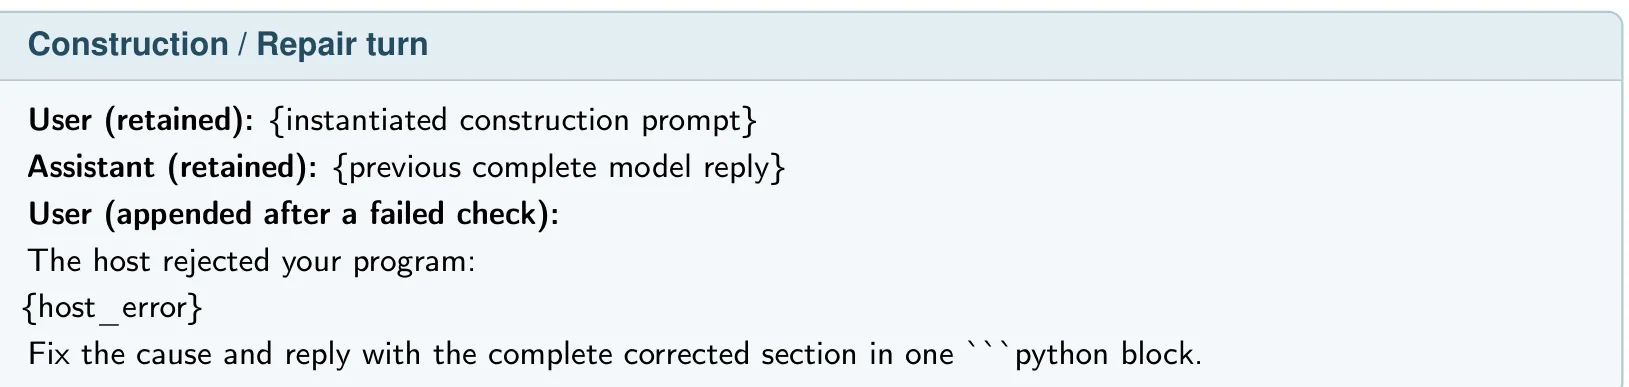 Construction / Repair turn
User (retained): {instantiated construction prompt}
Assistant (retained): {previous complete model reply}
User (appended after a failed check):
The host rejected your program:
{host_error}
Fix the cause and reply with the complete corrected section in one ```python block.